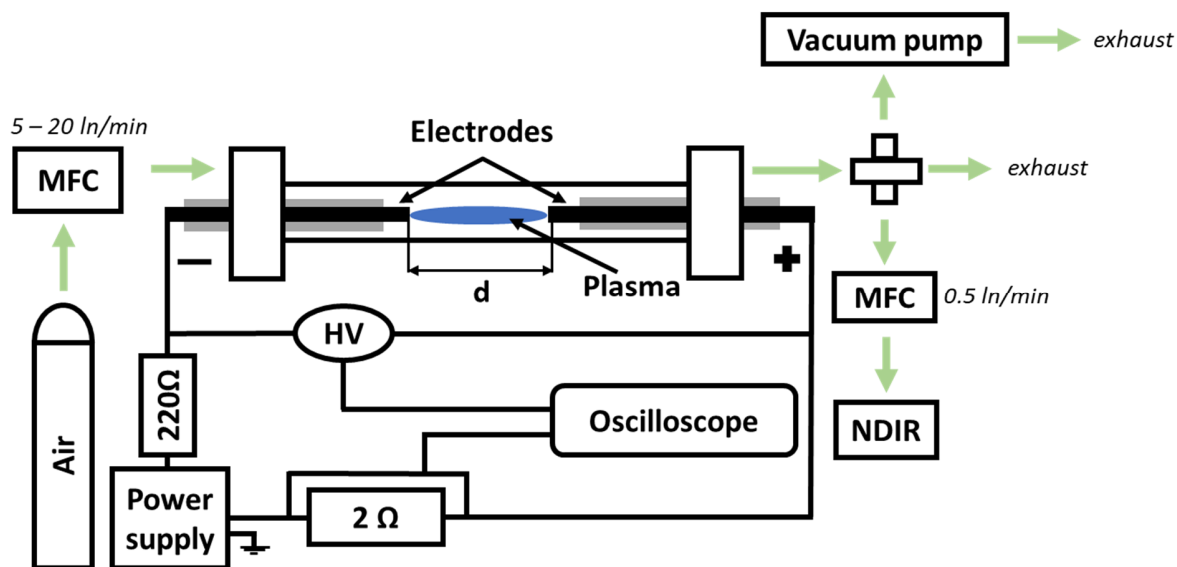 Vacuum pump
exhaust
5 – 20 ln/min
Electrodes
MFC
exhaust
−
+
d
Plasma
MFC
0.5 ln/min
HV
220Ω
Oscilloscope
NDIR
Air
Power
supply
2 Ω